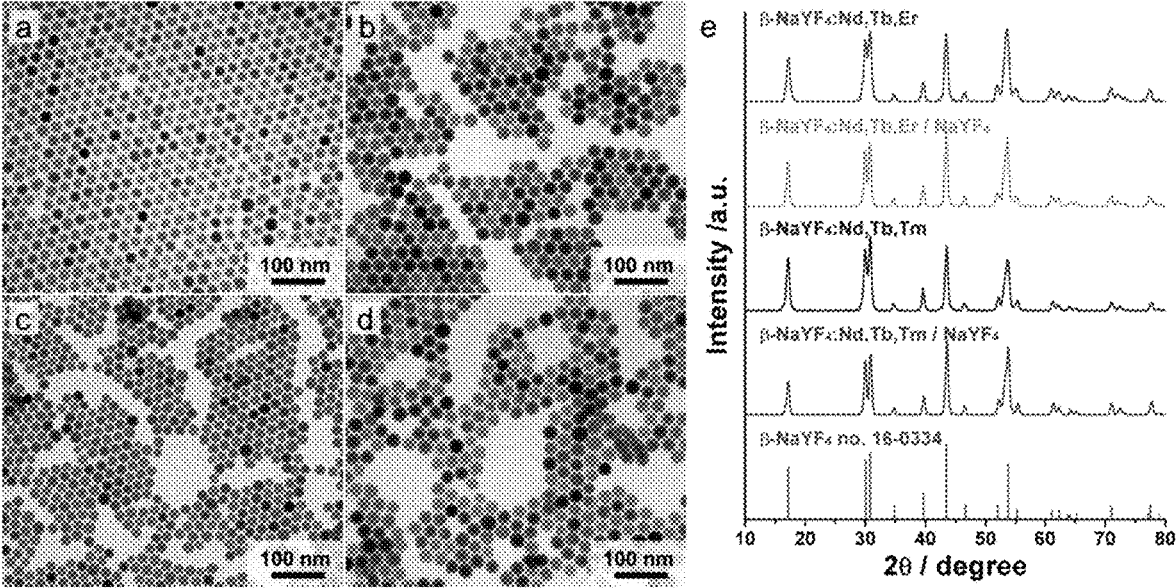 a
b
100 nm
100 nm
c
d
100 nm
100 nm
e
Intensity /a.u.
β-NaYF₄:Nd,Tb,Er
β-NaYF₄:Nd,Tb,Er / NaYF₄
β-NaYF₄:Nd,Tb,Tm
β-NaYF₄:Nd,Tb,Tm / NaYF₄
β-NaYF₄ no. 16-0334
10 20 30 40 50 60 70 80
2θ / degree